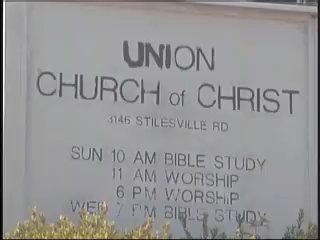 UNION
CHURCH of CHRIST
3146 STILESVILLE RD
SUN 10 AM BIBLE STUDY
11 AM WORSHIP
6 PM WORSHIP
WED 7 PM BIBLE STUDY